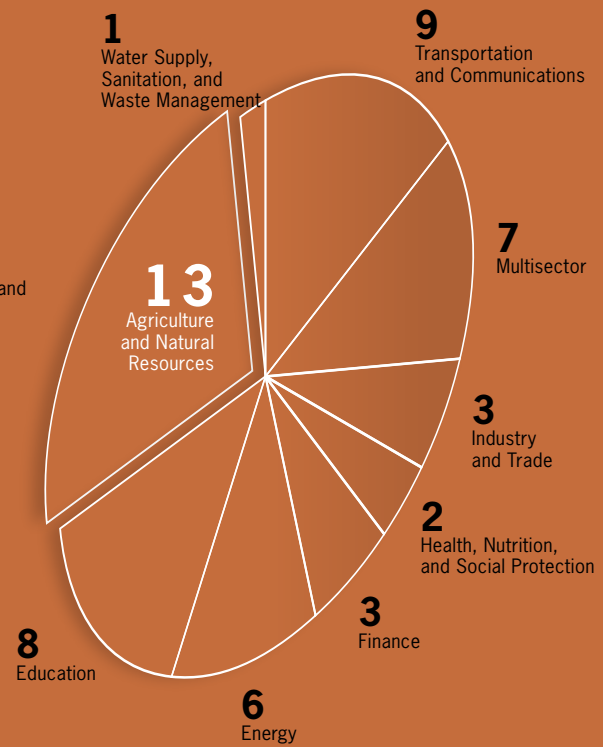 1
Water Supply,
Sanitation, and
Waste Management
9
Transportation
and Communications
7
Multisector
and
13
Agriculture
and Natural
Resources
3
Industry
and Trade
2
Health, Nutrition,
and Social Protection
3
Finance
8
Education
6
Energy